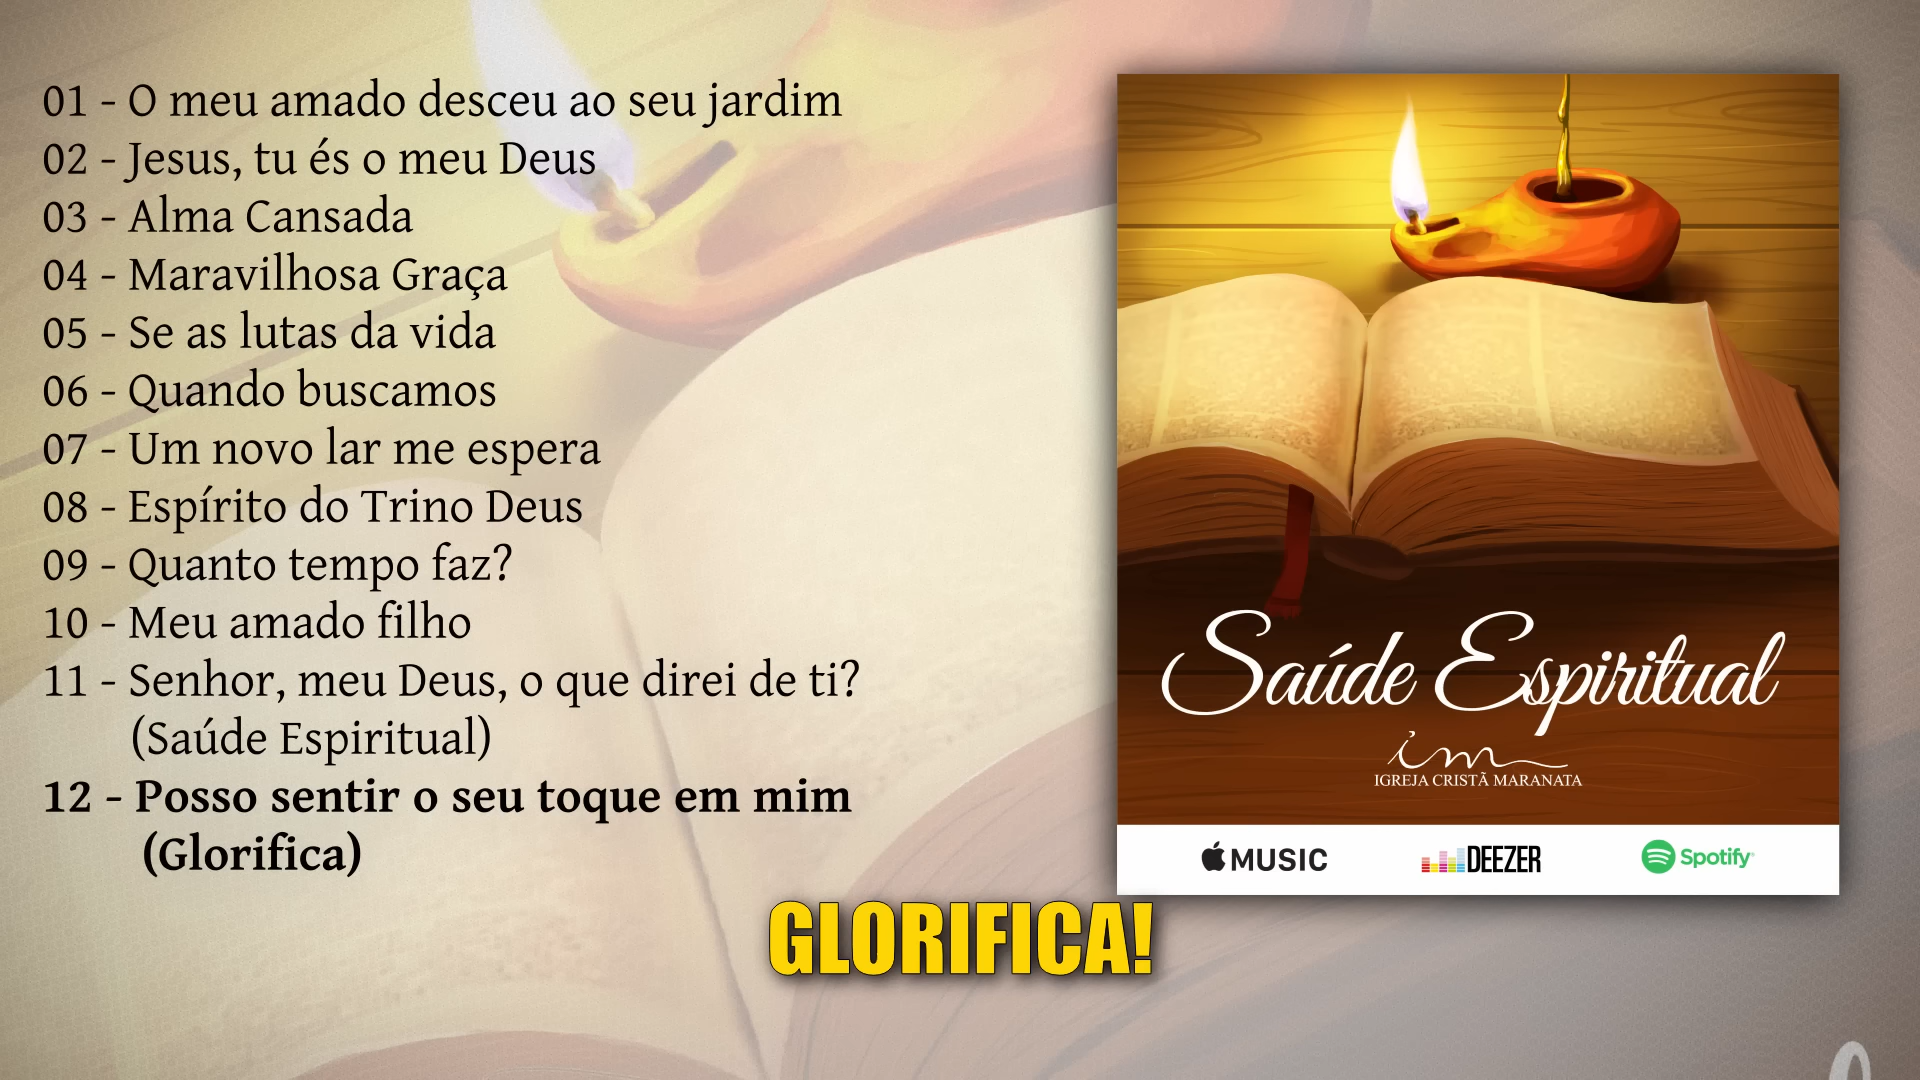 01 - O meu amado desceu ao seu jardim
02 - Jesus, tu és o meu Deus
03 - Alma Cansada
04 - Maravilhosa Graça
05 - Se as lutas da vida
06 - Quando buscamos
07 - Um novo lar me espera
08 - Espírito do Trino Deus
09 - Quanto tempo faz?
10 - Meu amado filho
11 - Senhor, meu Deus, o que direi de ti?
(Saúde Espiritual)
12 - Posso sentir o seu toque em mim
(Glorifica)
Saúde Espiritual
im
IGREJA CRISTÃ MARANATA
MUSIC
DEEZER
Spotify
GLORIFICA!